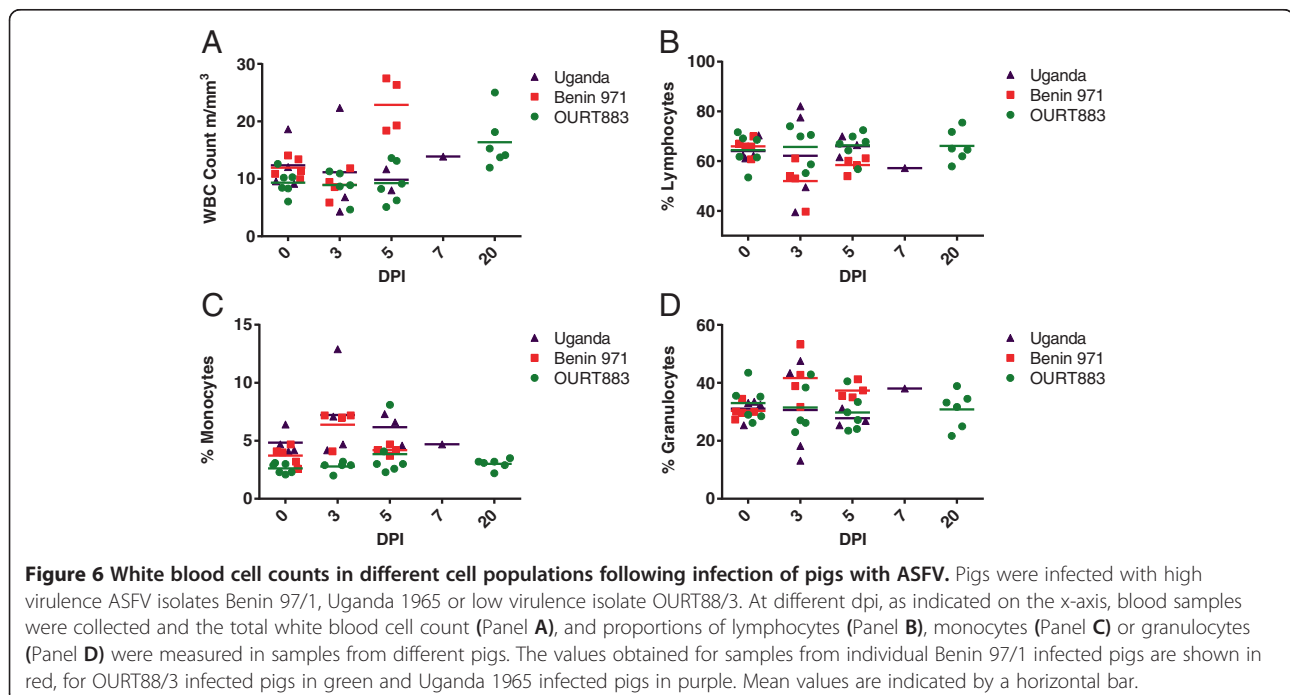 A
WBC Count m/mm³
30
20
10
0
0 3 5 7 20
DPI
Uganda
Benin 971
OURT883
B
% Lymphocytes
100
80
60
40
0 3 5 7 20
DPI
Uganda
Benin 971
OURT883
C
% Monocytes
15
10
5
0
0 3 5 7 20
DPI
Uganda
Benin 971
OURT883
D
% Granulocytes
60
40
20
0
0 3 5 7 20
DPI
Uganda
Benin 971
OURT883
Figure 6 White blood cell counts in different cell populations following infection of pigs with ASFV. Pigs were infected with high
virulence ASFV isolates Benin 97/1, Uganda 1965 or low virulence isolate OURT88/3. At different dpi, as indicated on the x-axis, blood samples
were collected and the total white blood cell count (Panel A), and proportions of lymphocytes (Panel B), monocytes (Panel C) or granulocytes
(Panel D) were measured in samples from different pigs. The values obtained for samples from individual Benin 97/1 infected pigs are shown in
red, for OURT88/3 infected pigs in green and Uganda 1965 infected pigs in purple. Mean values are indicated by a horizontal bar.